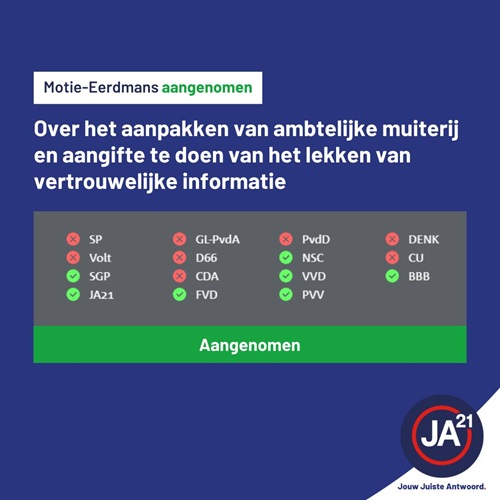 Motie-Eerdmans aangenomen
Over het aanpakken van ambtelijke muiterij
en aangifte te doen van het lekken van
vertrouwelijke informatie
SP GL-PvdA PvdD DENK
Volt D66 NSC CU
SGP CDA VVD BBB
JA21 FVD PVV
Aangenomen
JA21
Jouw Juiste Antwoord.